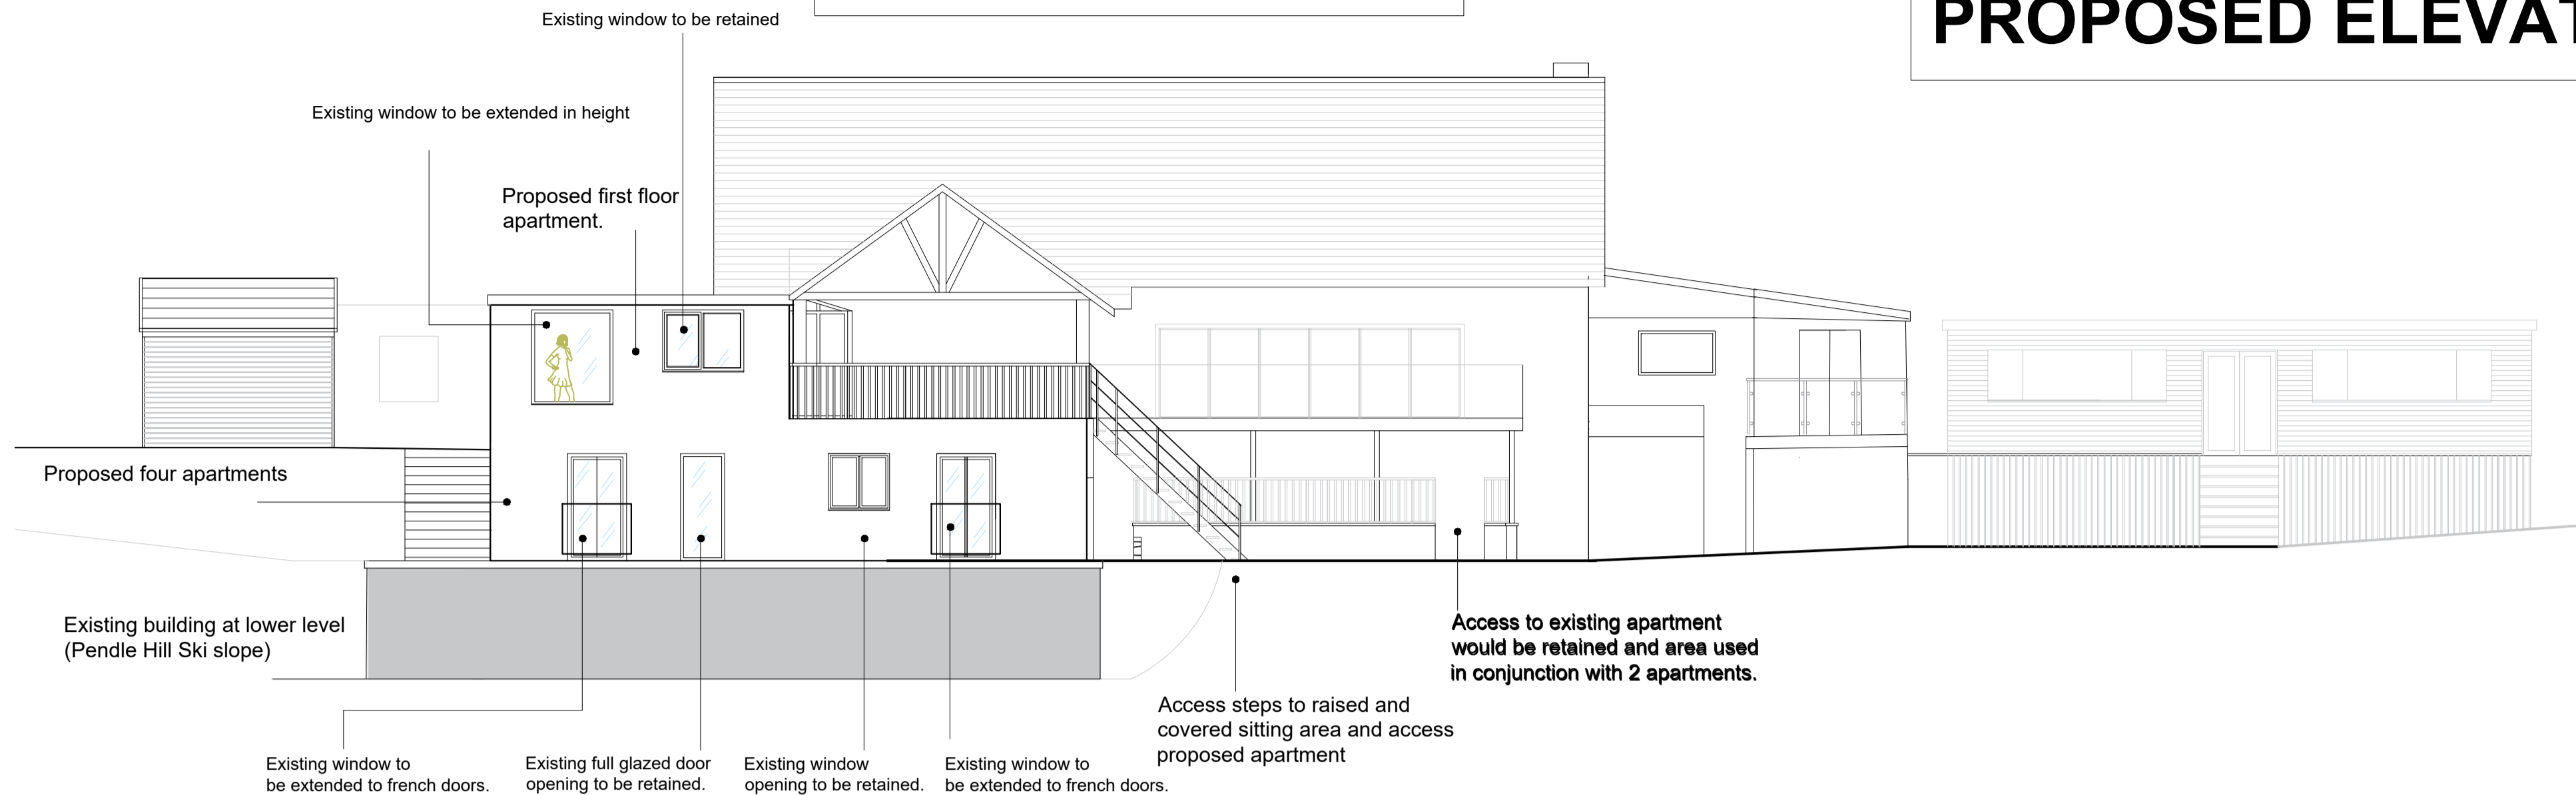 PROPOSED ELEVAT
Existing window to be retained
Existing window to be extended in height
Proposed first floor
apartment.
Proposed four apartments
Existing building at lower level
(Pendle Hill Ski slope)
Access to existing apartment
would be retained and area used
in conjunction with 2 apartments.
Access steps to raised and
covered sitting area and access
proposed apartment
Existing window to
be extended to french doors.
Existing full glazed door
opening to be retained.
Existing window
opening to be retained.
Existing window to
be extended to french doors.